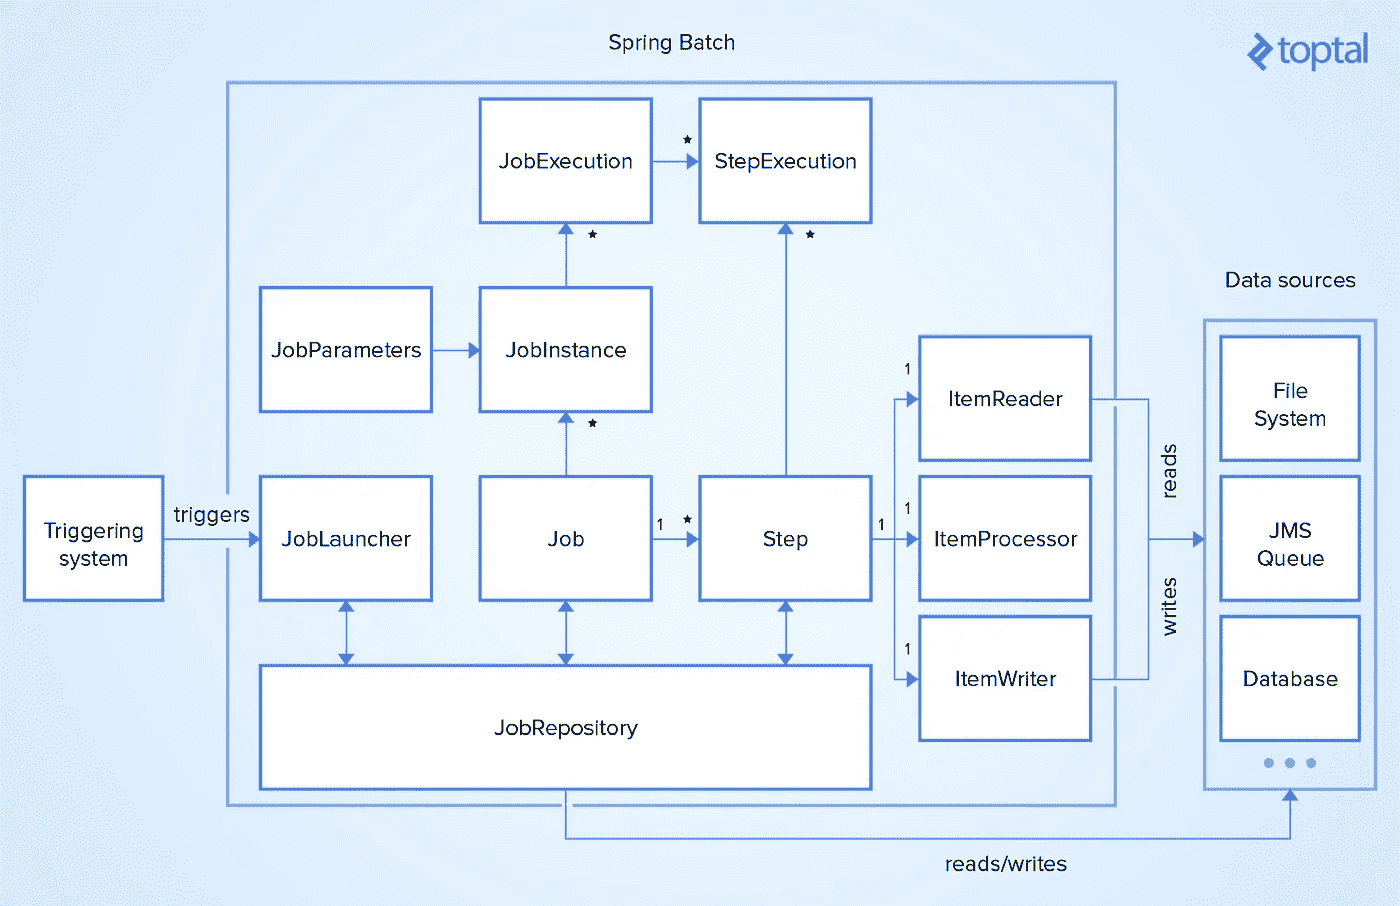 Spring Batch
toptal
JobExecution
*
StepExecution
*
*
Data sources
JobParameters
JobInstance
*
1
ItemReader
File
System
reads
Triggering
system
triggers
JobLauncher
Job
1
*
Step
1
1
ItemProcessor
JMS
Queue
writes
1
ItemWriter
Database
JobRepository
reads/writes